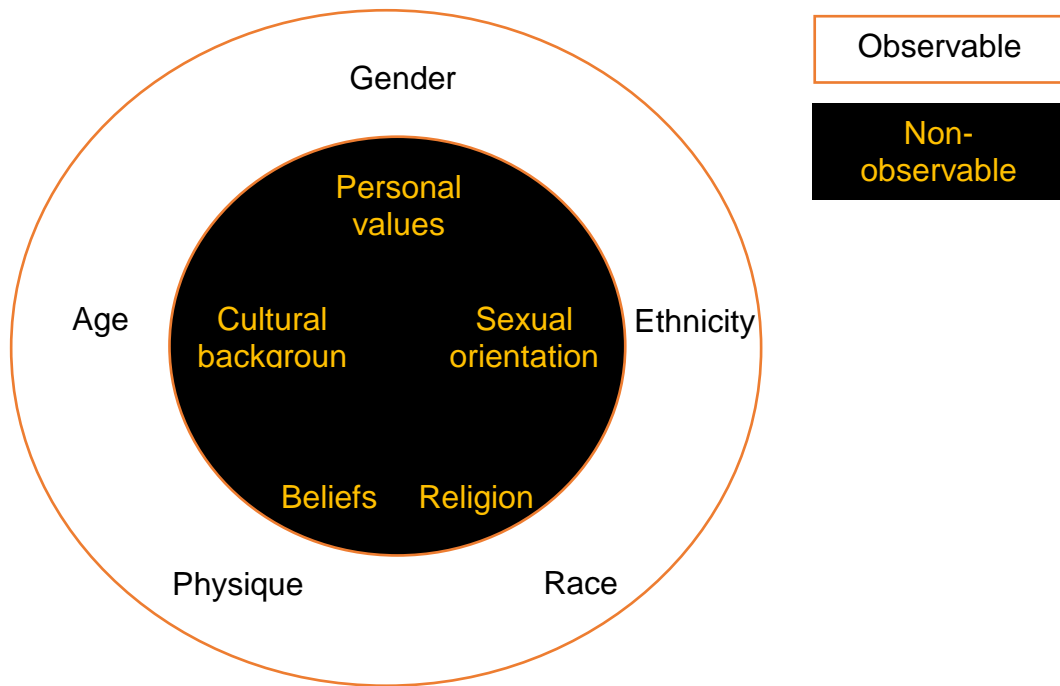 Gender
Observable
Non-
observable
Personal
values
Age
Cultural
backgroun
Sexual
orientation
Ethnicity
Beliefs
Religion
Physique
Race